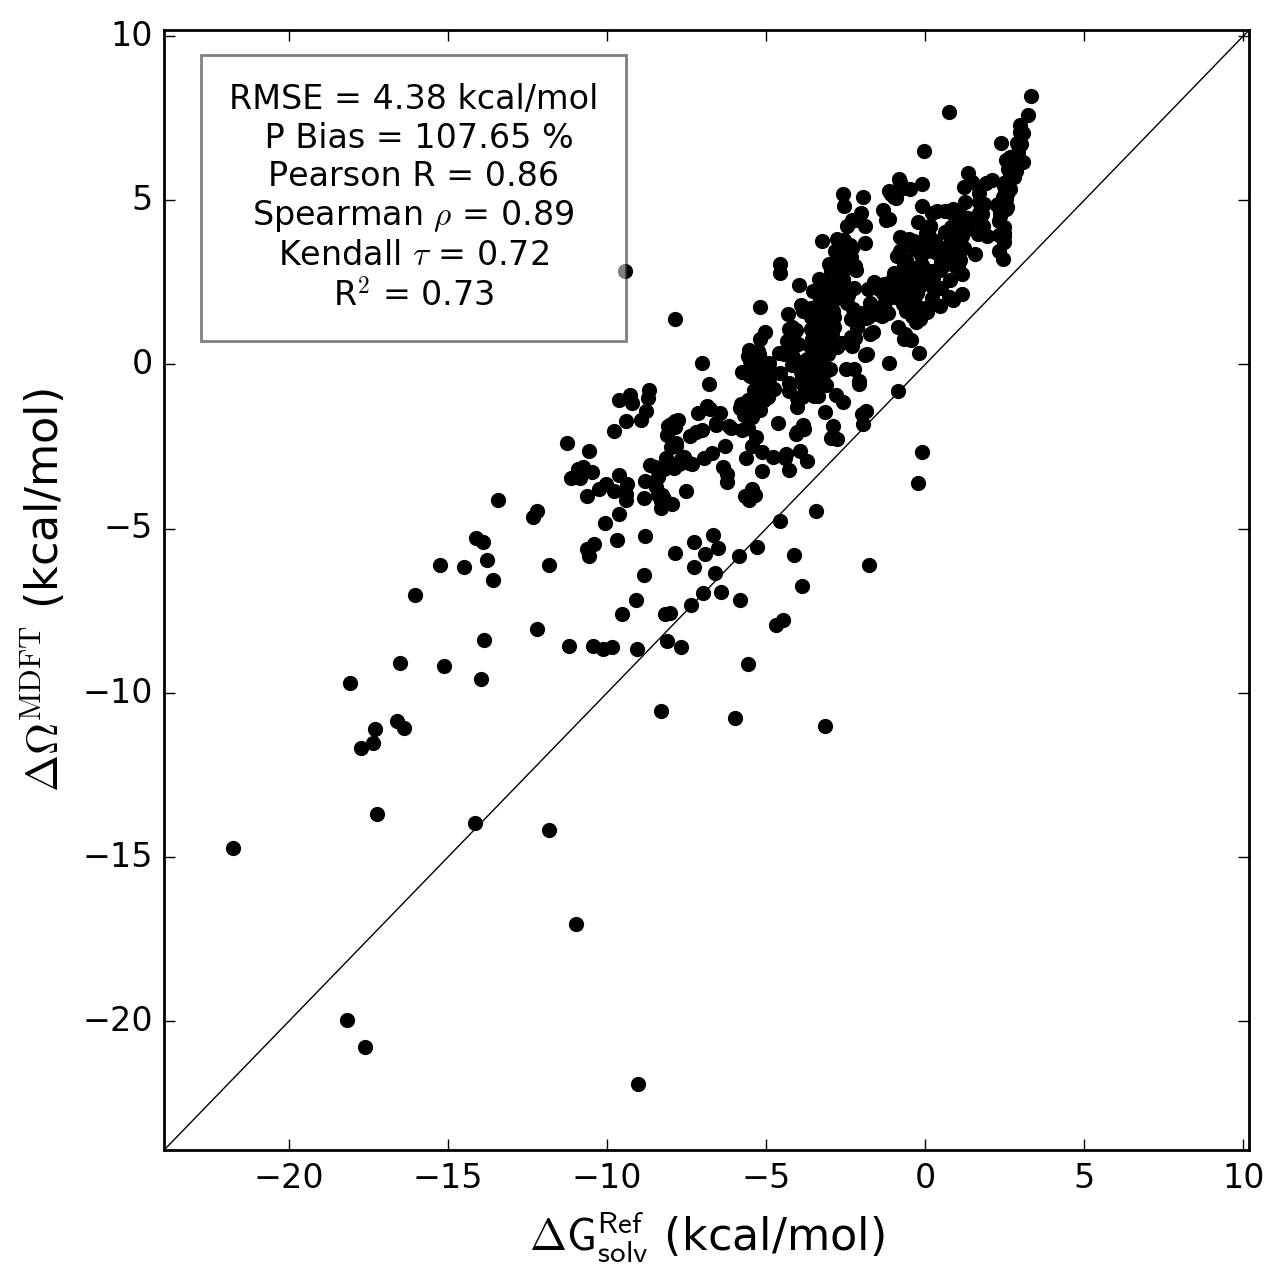 RMSE = 4.38 kcal/mol
P Bias = 107.65 %
Pearson R = 0.86
Spearman ρ = 0.89
Kendall τ = 0.72
R² = 0.73
10
5
0
−5
−10
−15
−20
ΔΩ^MDFT (kcal/mol)
−20 −15 −10 −5 0 5 10
ΔG^Ref_solv (kcal/mol)